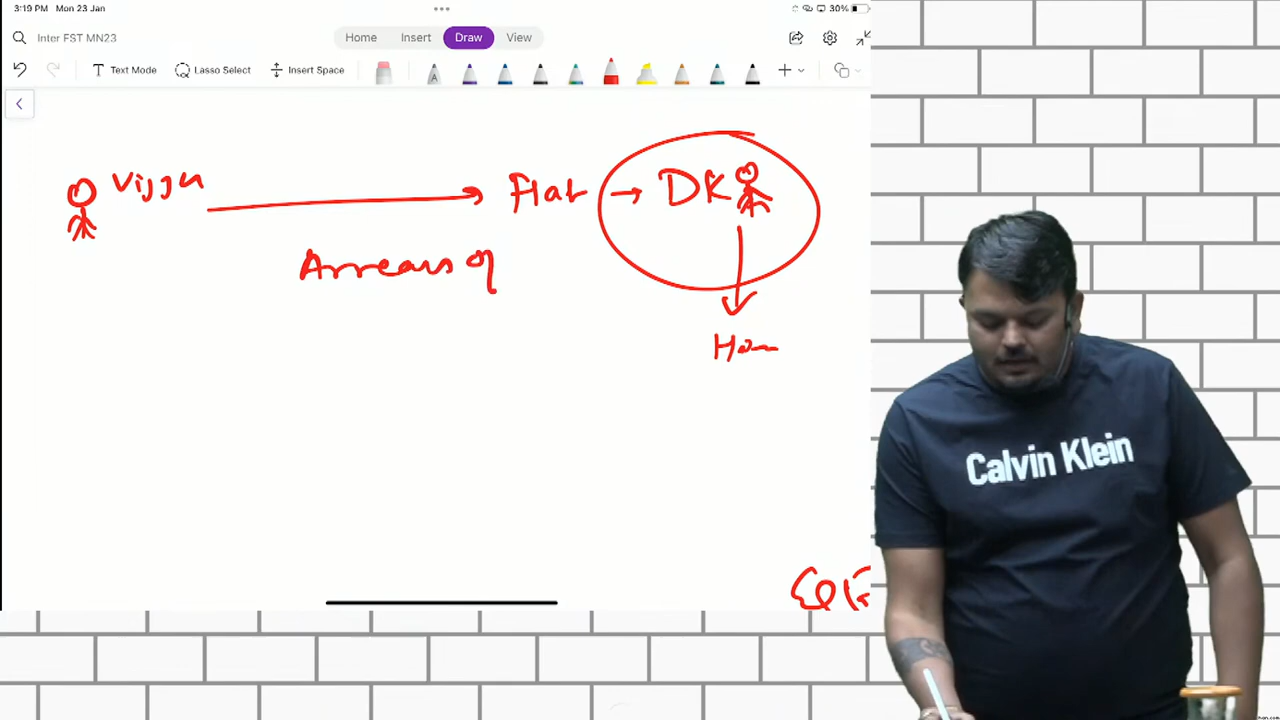 3:19 PM Mon 23 Jan
30%
Inter FST MN23
Home Insert Draw View
Text Mode Lasso Select Insert Space
A
Vijju → Flat → DK
Arrears of
Calvin Klein